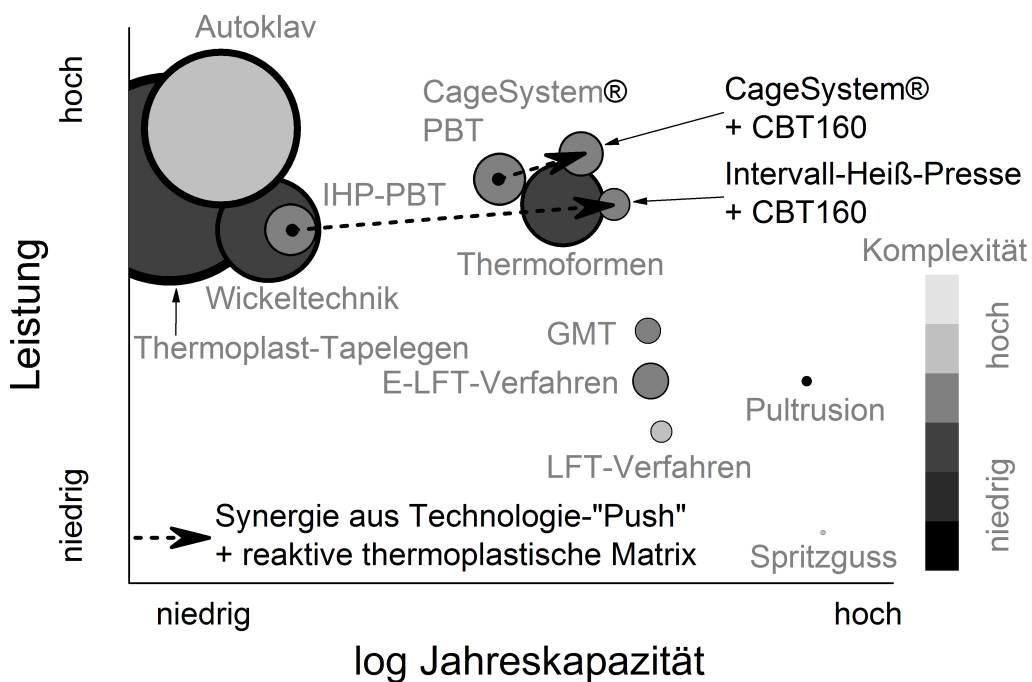 Autoklav
hoch
CageSystem®
PBT
CageSystem®
+ CBT160
IHP-PBT
Intervall-Heiß-Presse
+ CBT160
Thermoformen
Komplexität
Wickeltechnik
Leistung
hoch
GMT
Thermoplast-Tapelegen
E-LFT-Verfahren
Pultrusion
LFT-Verfahren
niedrig
niedrig
Synergie aus Technologie-"Push"
+ reaktive thermoplastische Matrix
Spritzguss
niedrig
hoch
log Jahreskapazität